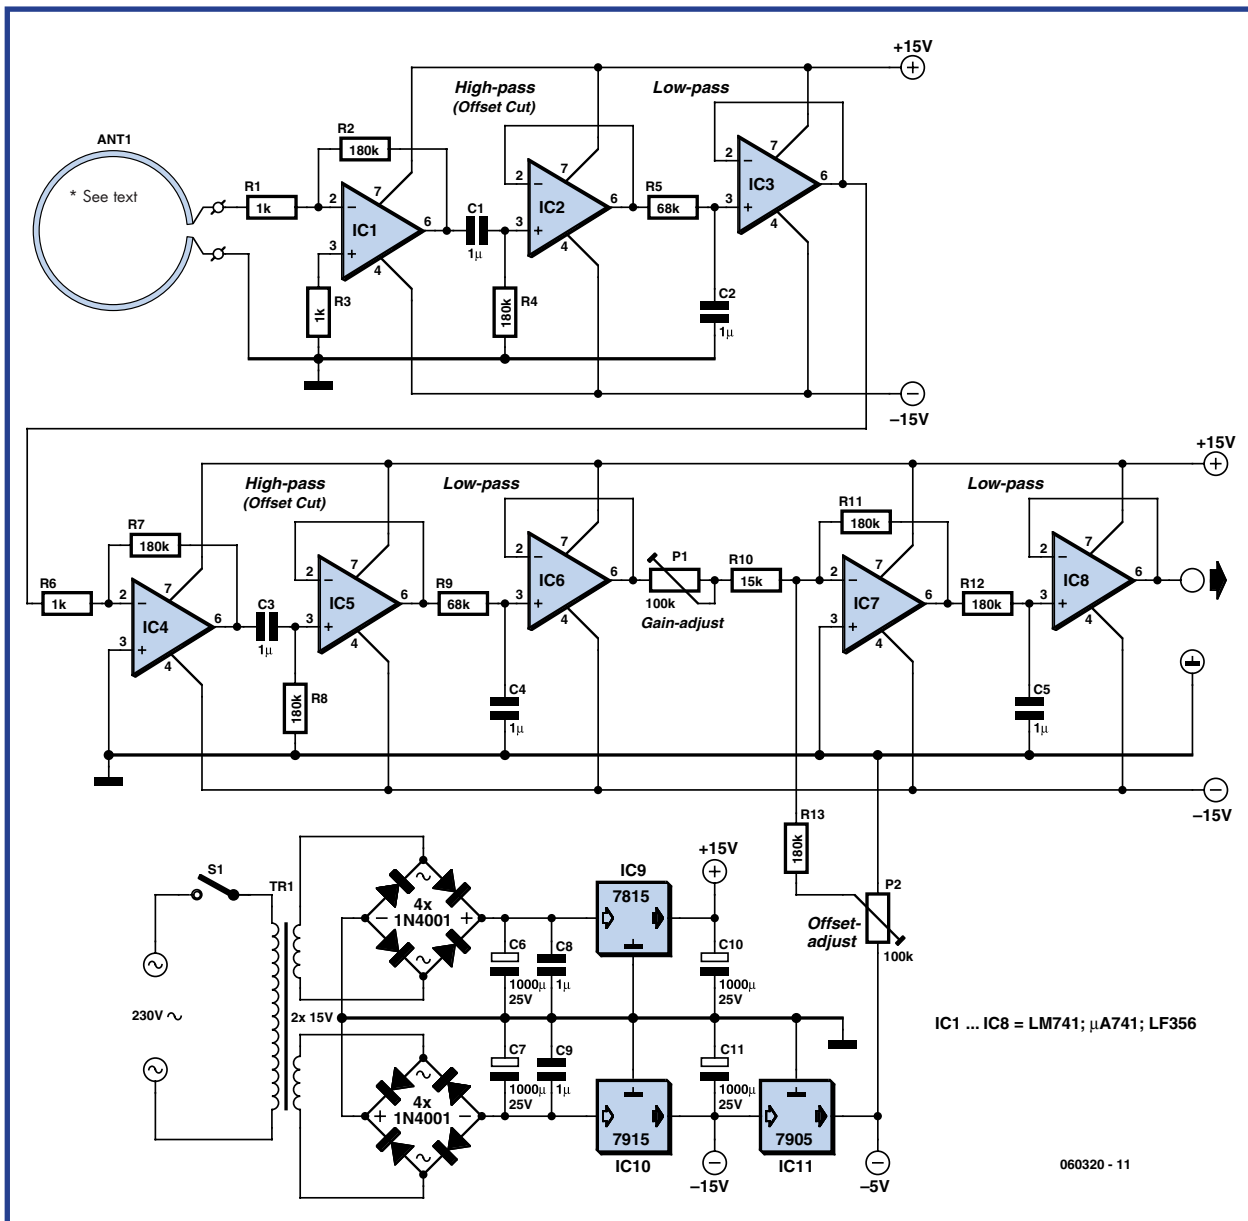 +15V
High-pass
(Offset Cut)
Low-pass
ANT1
* See text
R1
1k
R2
180k
2
3
7
6
4
IC1
R3
1k
C1
1µ
2
3
7
6
4
IC2
R4
180k
R5
68k
C2
1µ
2
3
7
6
4
IC3
–15V
+15V
High-pass
(Offset Cut)
Low-pass
Low-pass
R6
1k
R7
180k
2
3
7
6
4
IC4
C3
1µ
R8
180k
2
3
7
6
4
IC5
R9
68k
C4
1µ
2
3
7
6
4
IC6
P1
100k
Gain-adjust
R10
15k
R11
180k
2
3
7
6
4
IC7
R12
180k
C5
1µ
2
3
7
6
4
IC8
–15V
R13
180k
P2
100k
Offset-
adjust
S1
TR1
230V
2x 15V
4x
1N4001
– +
C6
1000µ
25V
C8
1µ
IC9
7815
C10
1000µ
25V
+15V
4x
1N4001
+ –
C7
1000µ
25V
C9
1µ
7915
IC10
C11
1000µ
25V
7905
IC11
–15V
–5V
IC1 ... IC8 = LM741; µA741; LF356
060320 - 11